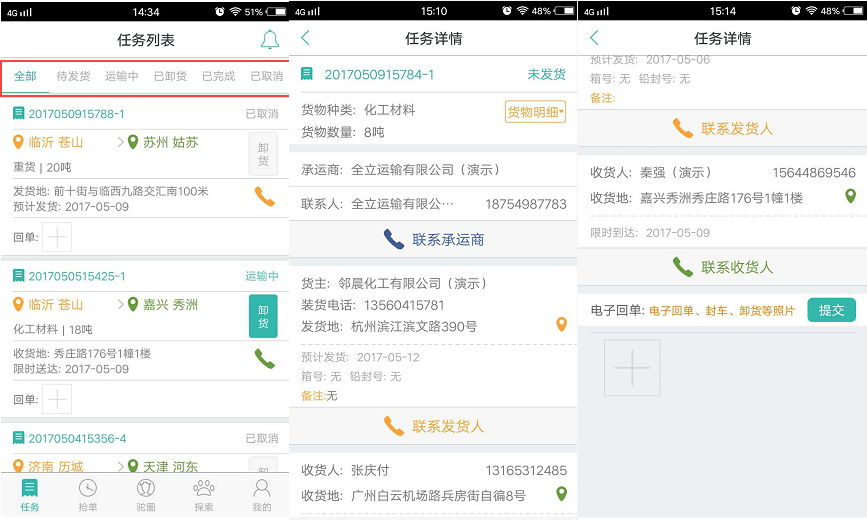 4G 14:34 51%
任务列表
全部 待发货 运输中 已卸货 已完成 已取消
2017050915788-1 已取消
临沂 苍山 > 苏州 姑苏 卸货
重货 | 20吨
发货地: 前十街与临西九路交汇南100米
预计发货: 2017-05-09
回单:
2017050515425-1 运输中
临沂 苍山 > 嘉兴 秀洲 卸货
化工材料 | 18吨
收货地: 秀庄路176号1幢1楼
限时送达: 2017-05-09
回单:
2017050415356-4 已取消
济南 历城 > 天津 河东 卸
任务 抢单 驼圈 探索 我的
4G 15:10 48%
任务详情
2017050915784-1 未发货
货物种类: 化工材料 货物明细
货物数量: 8吨
承运商: 全立运输有限公司（演示）
联系人: 全立运输有限公… 18754987783
联系承运商
货主: 邻晨化工有限公司（演示）
装货电话: 13560415781
发货地: 杭州滨江滨文路390号
预计发货: 2017-05-12
箱号: 无 铅封号: 无
备注:无
联系发货人
收货人: 张庆付 13165312485
收货地: 广州白云机场路兵房街自编8号
4G 15:14 48%
任务详情
预计发货: 2017-05-06
箱号: 无 铅封号: 无
备注:
联系发货人
收货人: 秦强（演示） 15644869546
收货地: 嘉兴秀洲秀庄路176号1幢1楼
限时到达: 2017-05-09
联系收货人
电子回单: 电子回单、封车、卸货等照片 提交